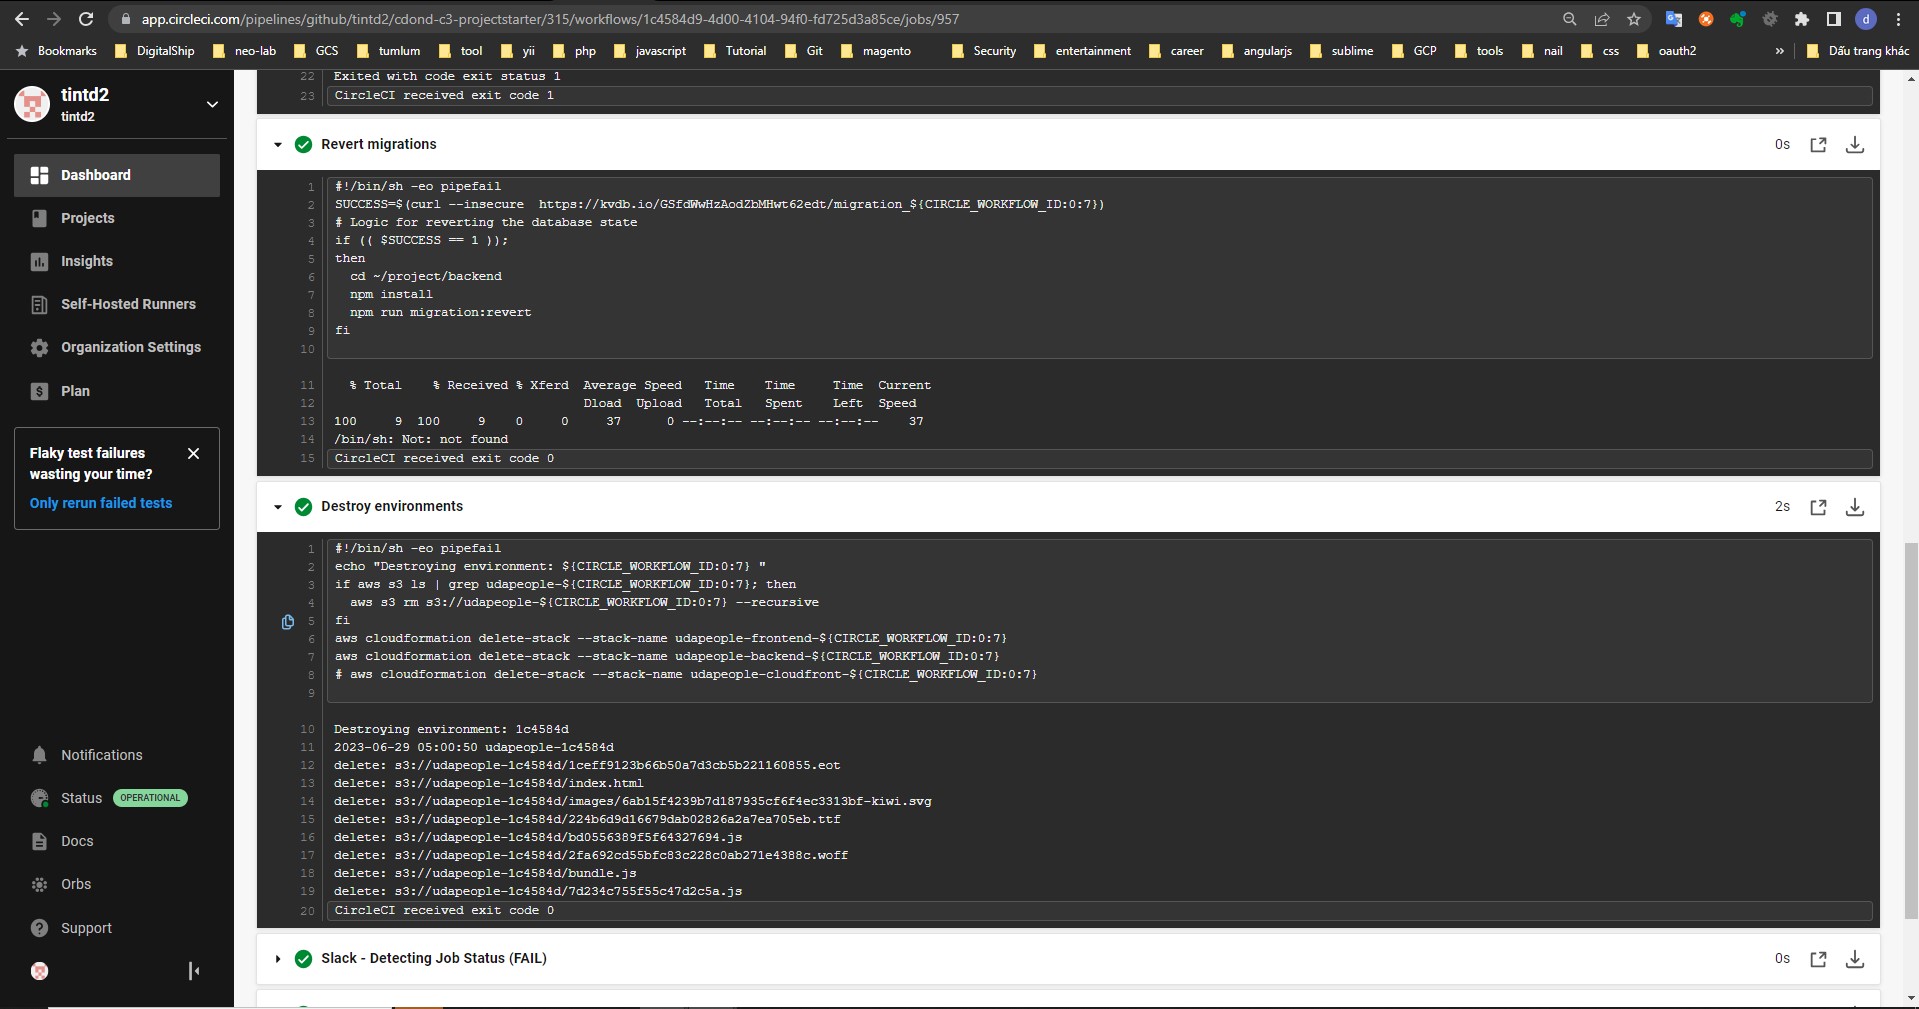 app.circleci.com/pipelines/github/tintd2/cdond-c3-projectstarter/315/workflows/1c4584d9-4d00-4104-94f0-fd725d3a85ce/jobs/957
d
Bookmarks DigitalShip neo-lab GCS tumlum tool yii php javascript Tutorial Git magento Security entertainment career angularjs sublime GCP tools nail css oauth2 » Dấu trang khác
tintd2
tintd2
Dashboard
Projects
Insights
Self-Hosted Runners
Organization Settings
Plan
Flaky test failures
wasting your time?
Only rerun failed tests
Notifications
Status OPERATIONAL
Docs
Orbs
Support
22 Exited with code exit status 1
23 CircleCI received exit code 1
Revert migrations 0s
1 #!/bin/sh -eo pipefail
2 SUCCESS=$(curl --insecure  https://kvdb.io/GSfdWwHzAodZbMHwt62edt/migration_${CIRCLE_WORKFLOW_ID:0:7})
3 # Logic for reverting the database state
4 if (( $SUCCESS == 1 ));
5 then
6   cd ~/project/backend
7   npm install
8   npm run migration:revert
9 fi
10
11   % Total    % Received % Xferd  Average Speed   Time    Time     Time  Current
12                                  Dload  Upload   Total   Spent    Left  Speed
13 100     9  100     9    0     0     37      0 --:--:-- --:--:-- --:--:--    37
14 /bin/sh: Not: not found
15 CircleCI received exit code 0
Destroy environments 2s
1 #!/bin/sh -eo pipefail
2 echo "Destroying environment: ${CIRCLE_WORKFLOW_ID:0:7} "
3 if aws s3 ls | grep udapeople-${CIRCLE_WORKFLOW_ID:0:7}; then
4   aws s3 rm s3://udapeople-${CIRCLE_WORKFLOW_ID:0:7} --recursive
5 fi
6 aws cloudformation delete-stack --stack-name udapeople-frontend-${CIRCLE_WORKFLOW_ID:0:7}
7 aws cloudformation delete-stack --stack-name udapeople-backend-${CIRCLE_WORKFLOW_ID:0:7}
8 # aws cloudformation delete-stack --stack-name udapeople-cloudfront-${CIRCLE_WORKFLOW_ID:0:7}
9
10 Destroying environment: 1c4584d
11 2023-06-29 05:00:50 udapeople-1c4584d
12 delete: s3://udapeople-1c4584d/1ceff9123b66b50a7d3cb5b221160855.eot
13 delete: s3://udapeople-1c4584d/index.html
14 delete: s3://udapeople-1c4584d/images/6ab15f4239b7d187935cf6f4ec3313bf-kiwi.svg
15 delete: s3://udapeople-1c4584d/224b6d9d16679dab02826a2a7ea705eb.ttf
16 delete: s3://udapeople-1c4584d/bd0556389f5f64327694.js
17 delete: s3://udapeople-1c4584d/2fa692cd55bfc83c228c0ab271e4388c.woff
18 delete: s3://udapeople-1c4584d/bundle.js
19 delete: s3://udapeople-1c4584d/7d234c755f55c47d2c5a.js
20 CircleCI received exit code 0
Slack - Detecting Job Status (FAIL) 0s